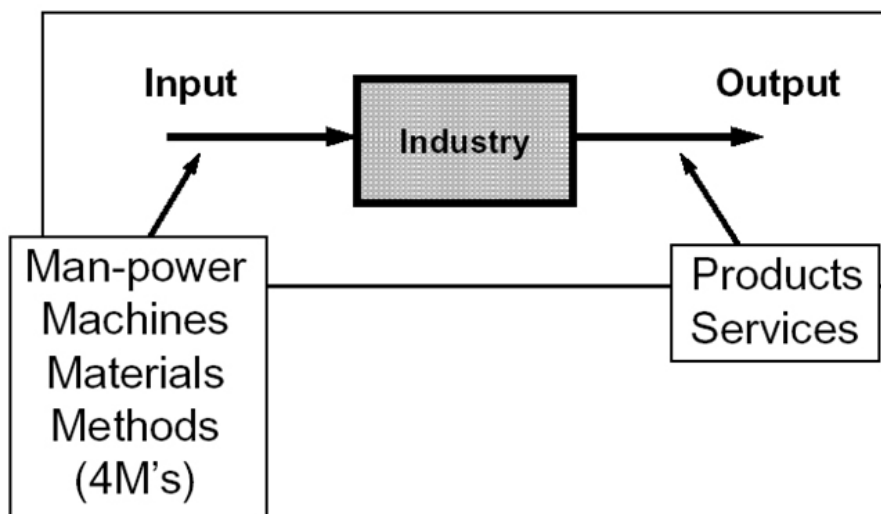 Input
Output
Industry
Man-power
Machines
Materials
Methods
(4M's)
Products
Services